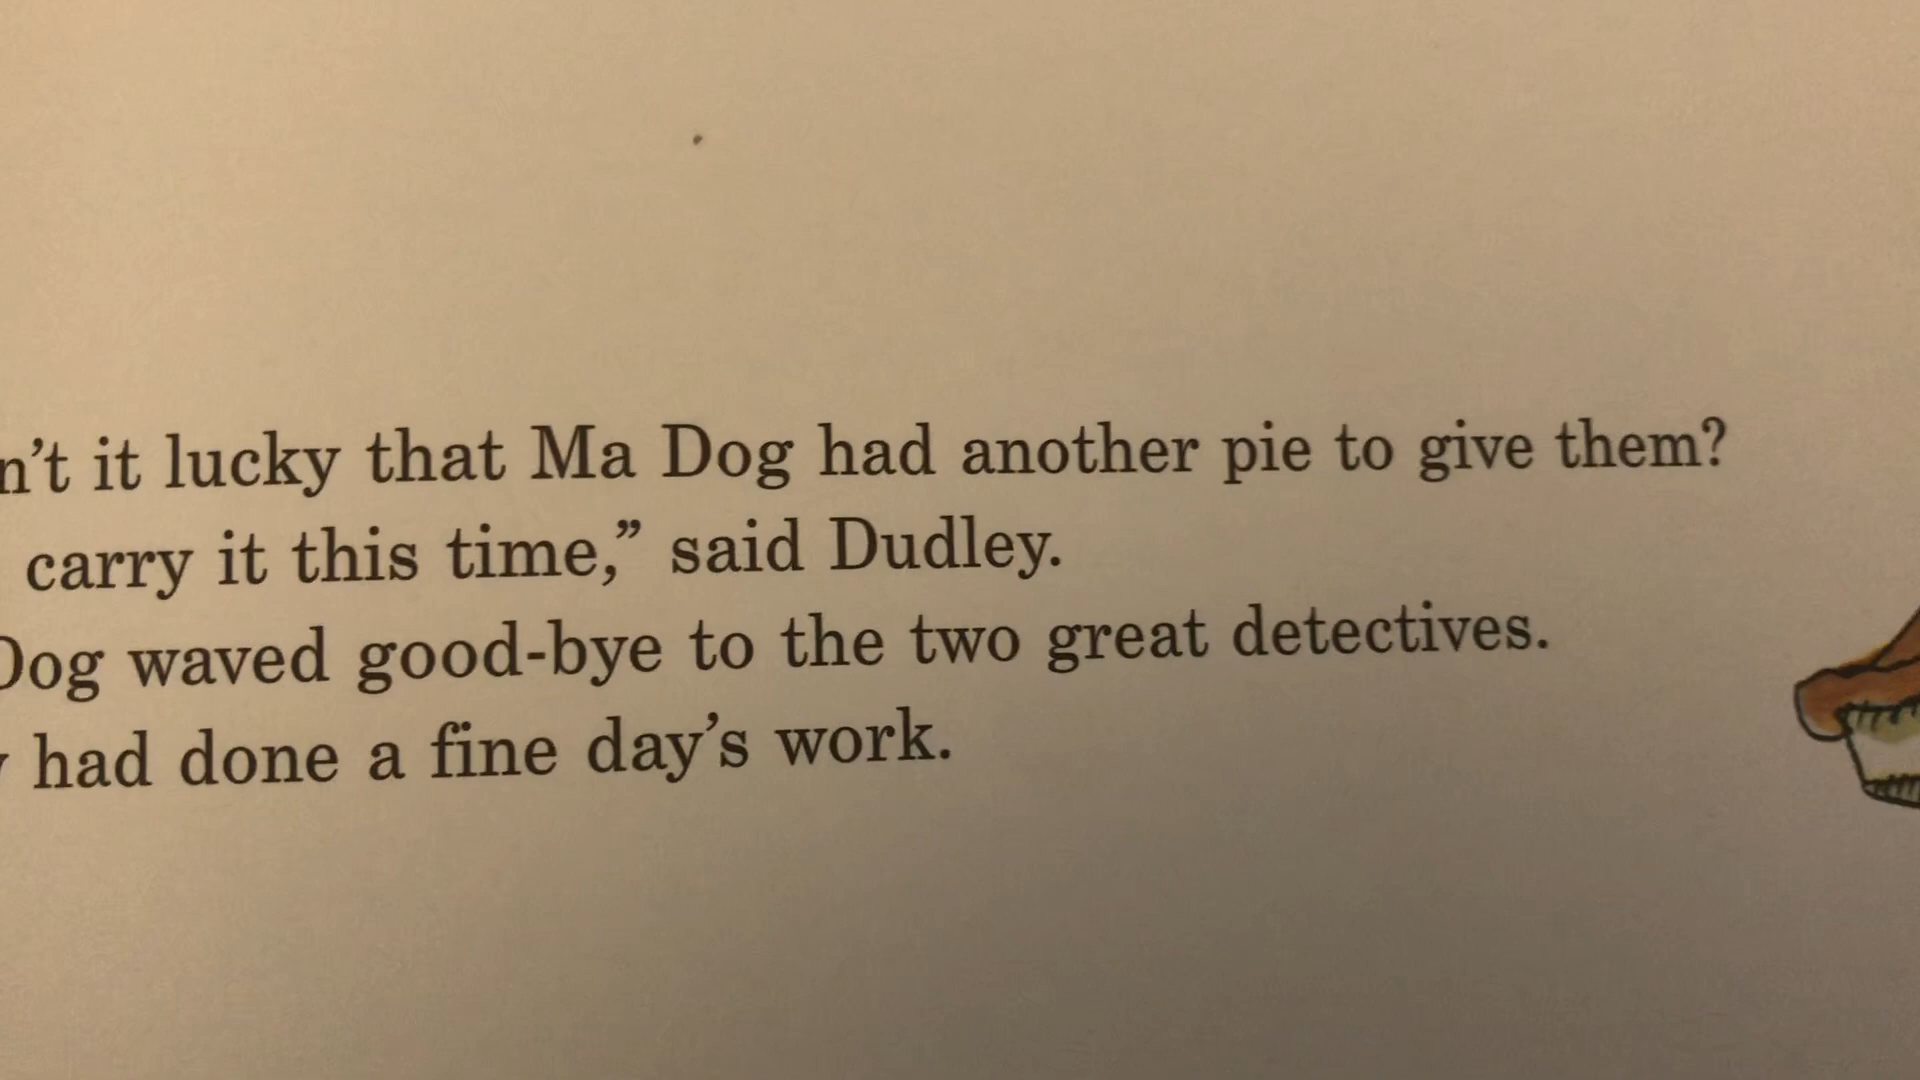 n't it lucky that Ma Dog had another pie to give them?
carry it this time,” said Dudley.
Dog waved good-bye to the two great detectives.
had done a fine day's work.